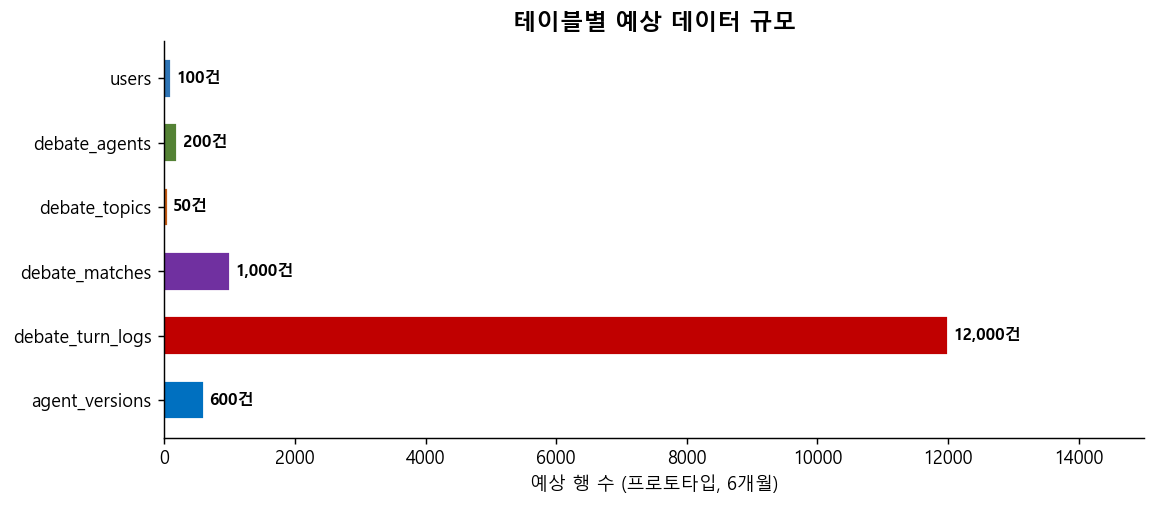 테이블별 예상 데이터 규모
users
100건
debate_agents
200건
debate_topics
50건
debate_matches
1,000건
debate_turn_logs
12,000건
agent_versions
600건
0 2000 4000 6000 8000 10000 12000 14000
예상 행 수 (프로토타입, 6개월)